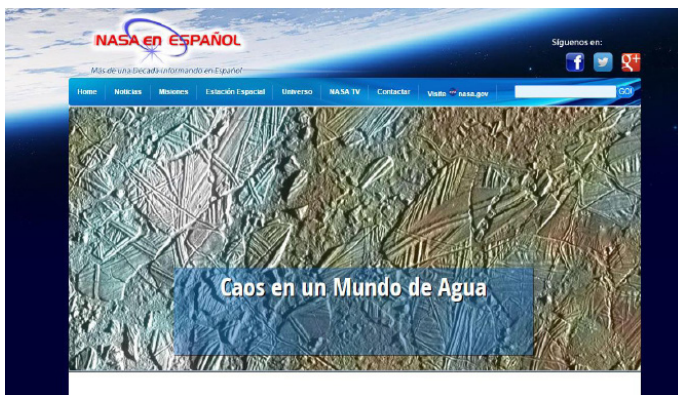 NASA en ESPAÑOL
Más de una Década informando en Español
Síguenos en:
f g+
Home Noticias Misiones Estación Espacial Universo NASA TV Contactar Visite nasa.gov GO!
Caos en un Mundo de Agua